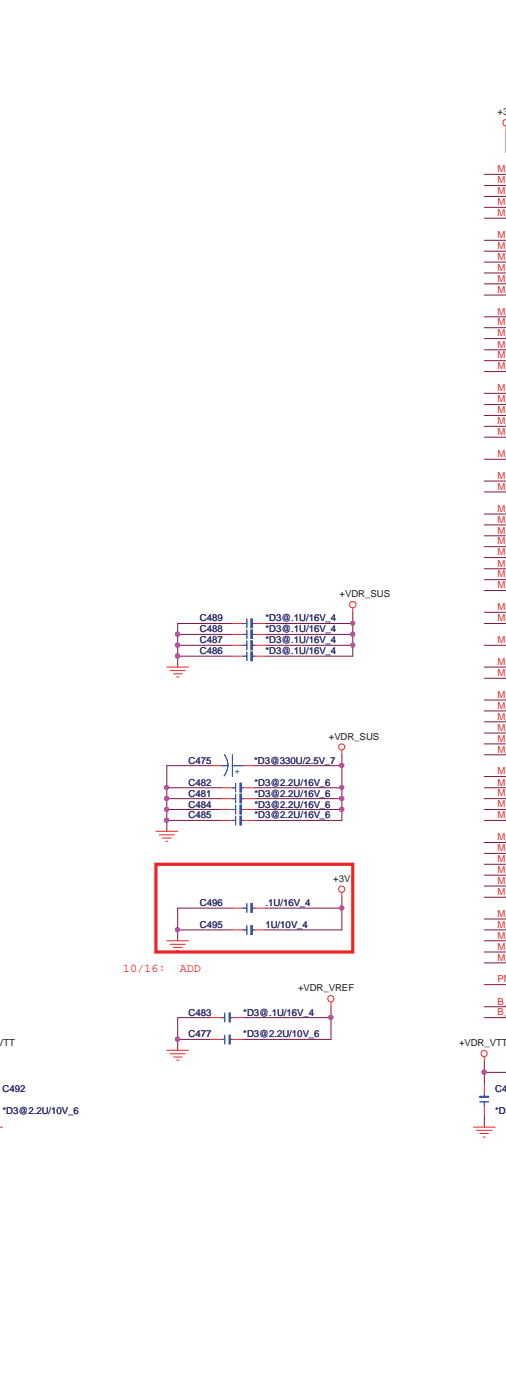 +VDR_SUS
C489 *D3@.1U/16V_4
C488 *D3@.1U/16V_4
C487 *D3@.1U/16V_4
C486 *D3@.1U/16V_4
+VDR_SUS
C475 *D3@330U/2.5V_7
+
C482 *D3@2.2U/16V_6
C481 *D3@2.2U/16V_6
C484 *D3@2.2U/16V_6
C485 *D3@2.2U/16V_6
+3V
C496 .1U/16V_4
C495 1U/10V_4
10/16: ADD
+VDR_VREF
C483 *D3@.1U/16V_4
C477 *D3@2.2U/10V_6
C492
*D3@2.2U/10V_6
+VDR_VTT